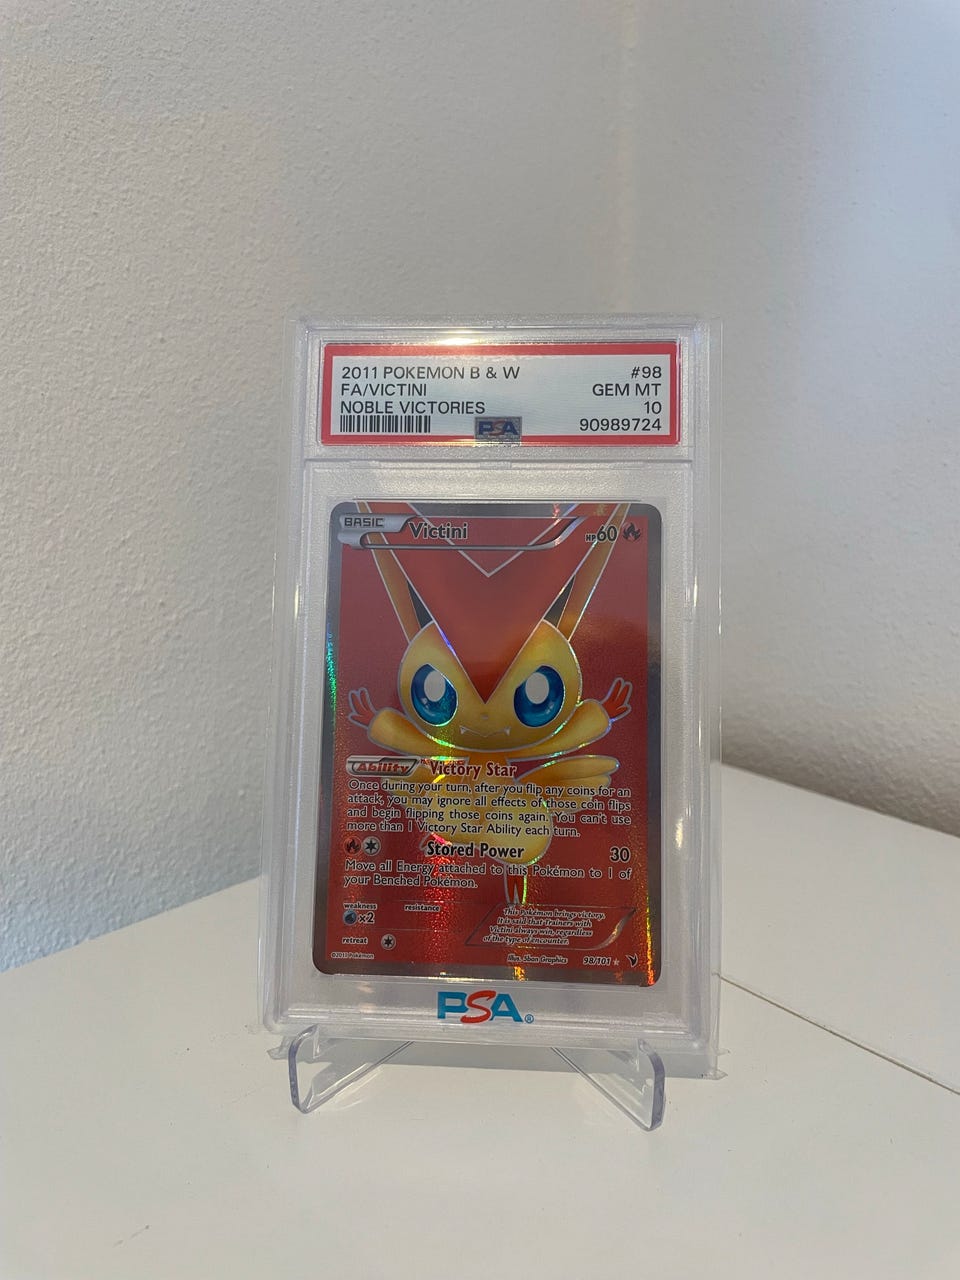 2011 POKEMON B & W #98
FA/VICTINI GEM MT
NOBLE VICTORIES 10
PSA 90989724
BASIC Victini HP60
Ability Victory Star
Once during your turn, after you flip any coins for an
attack, you may ignore all effects of those coin flips
and begin flipping those coins again. You can't use
more than 1 Victory Star Ability each turn.
Stored Power 30
Move all Energy attached to this Pokémon to 1 of
your Benched Pokémon.
weakness resistance
×2
retreat
This Pokémon brings victory.
It is said that Trainers with
Victini always win, regardless
of the type of encounter.
©2011 Pokémon Illus. 5ban Graphics 98/101
PSA®